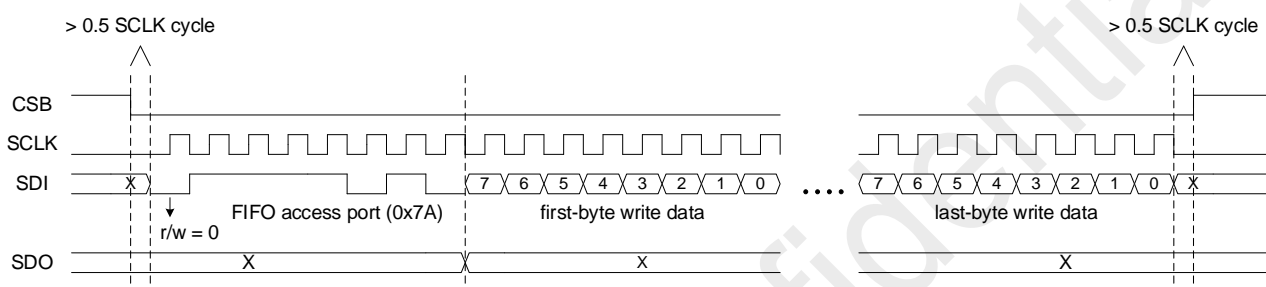 > 0.5 SCLK cycle > 0.5 SCLK cycle
CSB
SCLK
SDI X 7 6 5 4 3 2 1 0 .... 7 6 5 4 3 2 1 0 X
FIFO access port (0x7A) first-byte write data last-byte write data
r/w = 0
SDO X X X